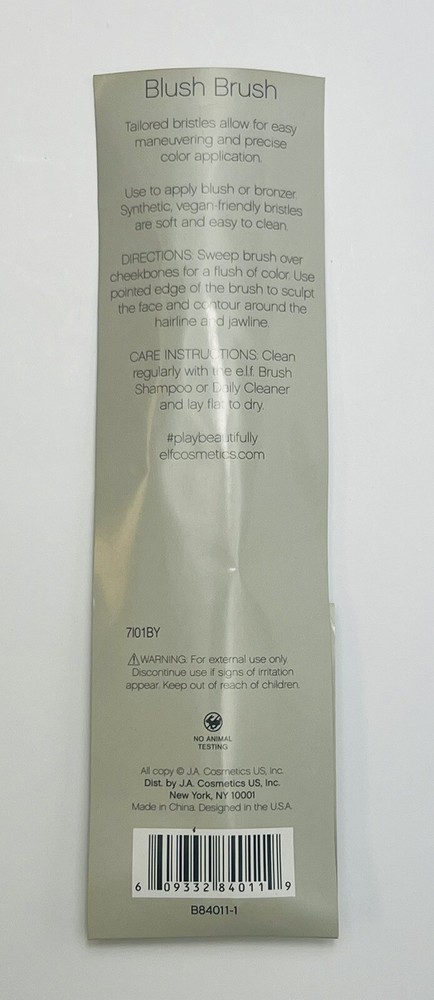 Blush Brush
Tailored bristles allow for easy
maneuvering and precise
color application.
Use to apply blush or bronzer.
Synthetic, vegan-friendly bristles
are soft and easy to clean.
DIRECTIONS: Sweep brush over
cheekbones for a flush of color. Use
pointed edge of the brush to sculpt
the face and contour around the
hairline and jawline.
CARE INSTRUCTIONS: Clean
regularly with the e.l.f. Brush
Shampoo or Daily Cleaner
and lay flat to dry.
#playbeautifully
elfcosmetics.com
7I01BY
⚠WARNING: For external use only.
Discontinue use if signs of irritation
appear. Keep out of reach of children.
NO ANIMAL
TESTING
All copy © J.A. Cosmetics US, Inc.
Dist. by J.A. Cosmetics US, Inc.
New York, NY 10001
Made in China. Designed in the U.S.A.
6 09332 84011 9
B84011-1